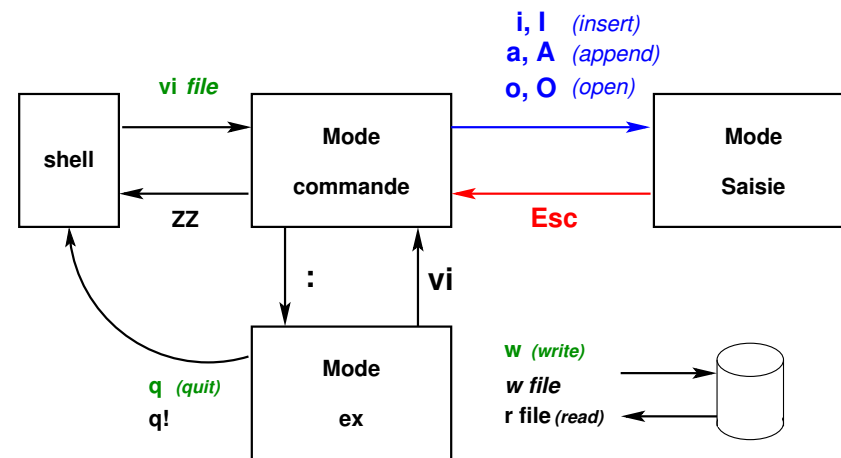 i, I (insert)
a, A (append)
o, O (open)
vi file
shell
Mode
commande
Mode
Saisie
ZZ
Esc
:
vi
Mode
ex
q (quit)
q!
w (write)
w file
r file (read)